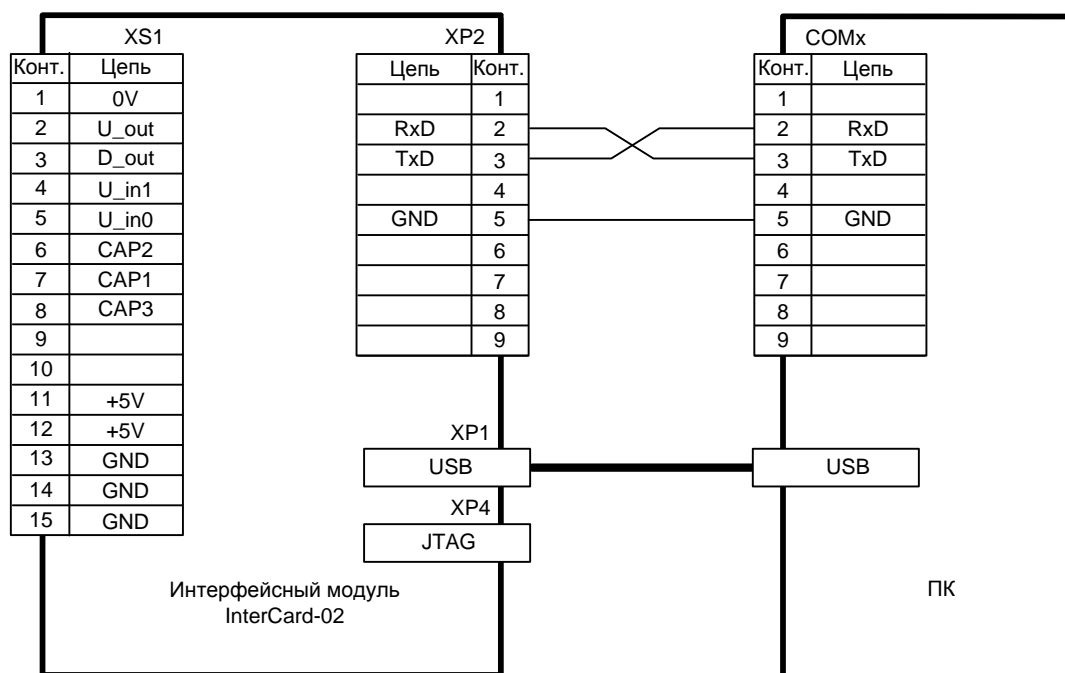 XS1
Конт. Цепь
1 0V
2 U_out
3 D_out
4 U_in1
5 U_in0
6 CAP2
7 CAP1
8 CAP3
9
10
11 +5V
12 +5V
13 GND
14 GND
15 GND
XP2
Цепь Конт.
1
RxD 2
TxD 3
4
GND 5
6
7
8
9
COMx
Конт. Цепь
1
2 RxD
3 TxD
4
5 GND
6
7
8
9
XP1
USB
USB
XP4
JTAG
Интерфейсный модуль
InterCard-02
ПК